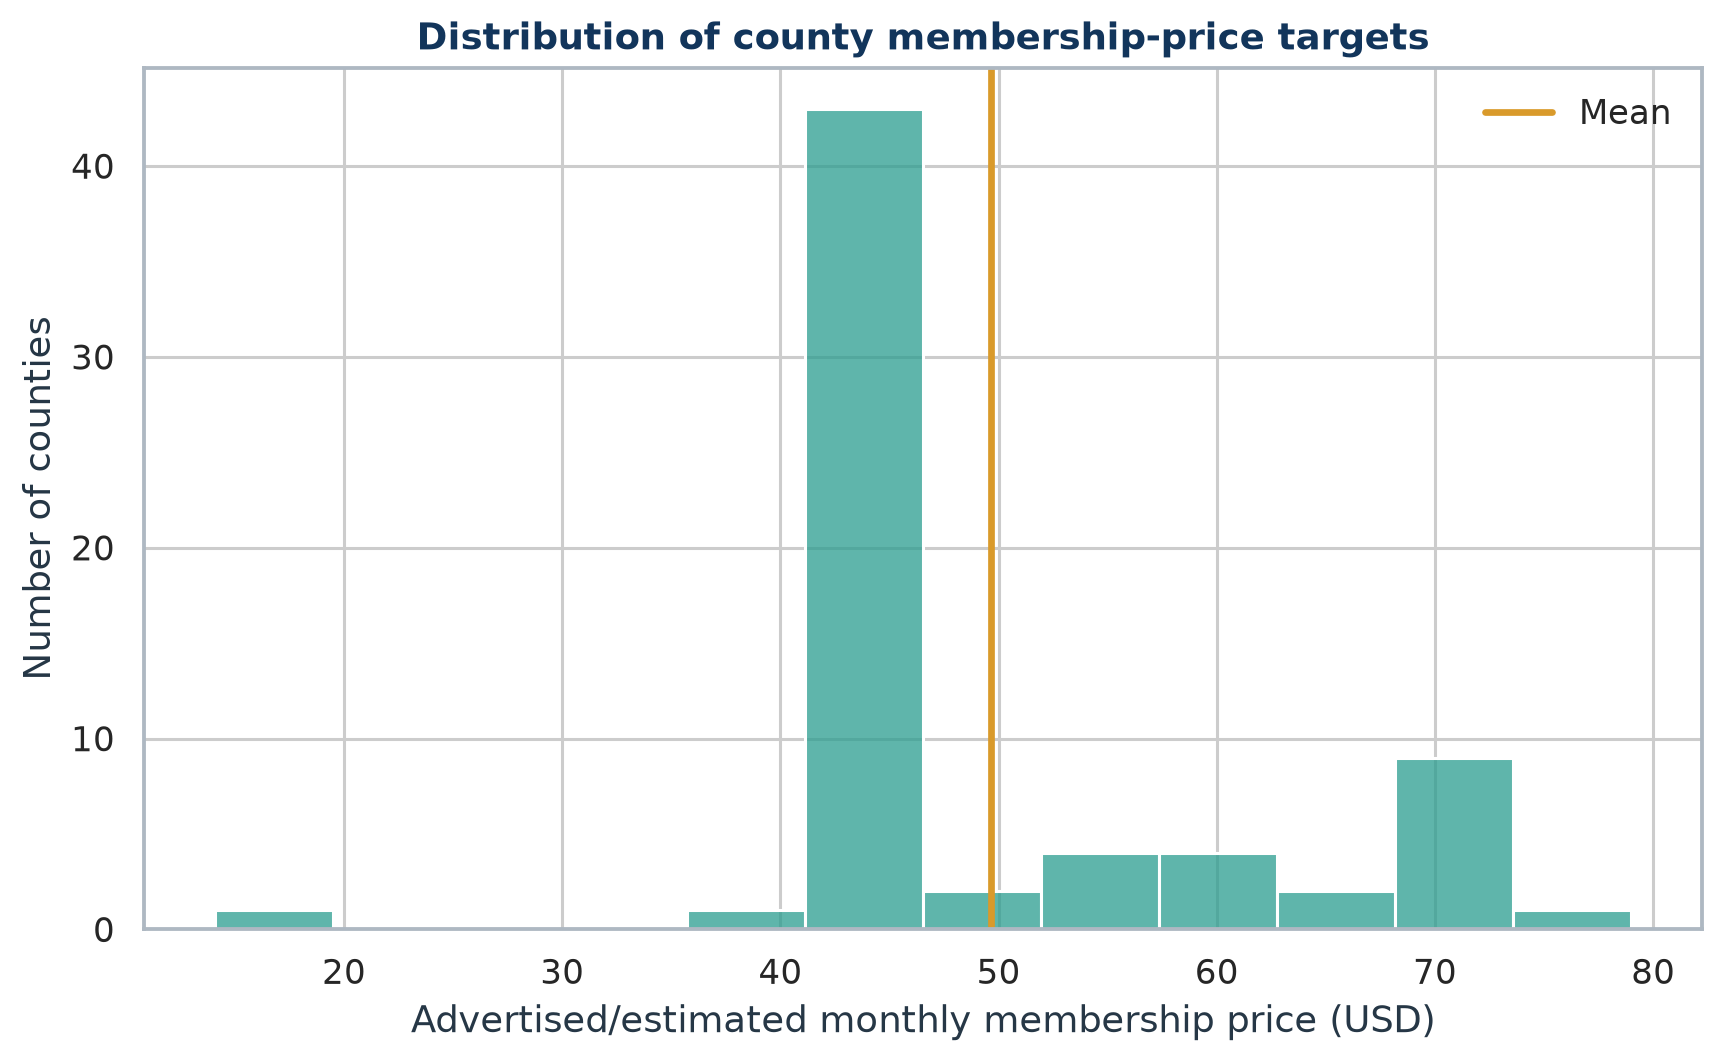 Distribution of county membership-price targets
Mean
Number of counties
40
30
20
10
0
20 30 40 50 60 70 80
Advertised/estimated monthly membership price (USD)